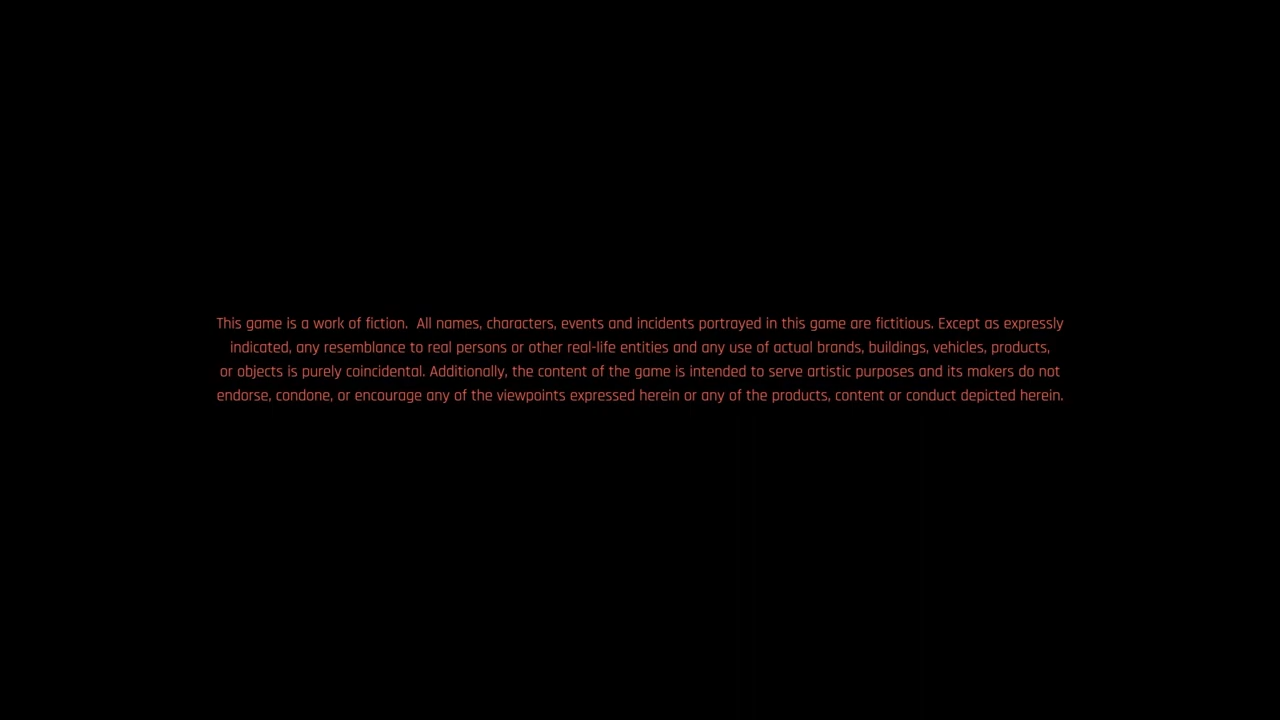 This game is a work of fiction.  All names, characters, events and incidents portrayed in this game are fictitious. Except as expressly
indicated, any resemblance to real persons or other real-life entities and any use of actual brands, buildings, vehicles, products,
or objects is purely coincidental. Additionally, the content of the game is intended to serve artistic purposes and its makers do not
endorse, condone, or encourage any of the viewpoints expressed herein or any of the products, content or conduct depicted herein.